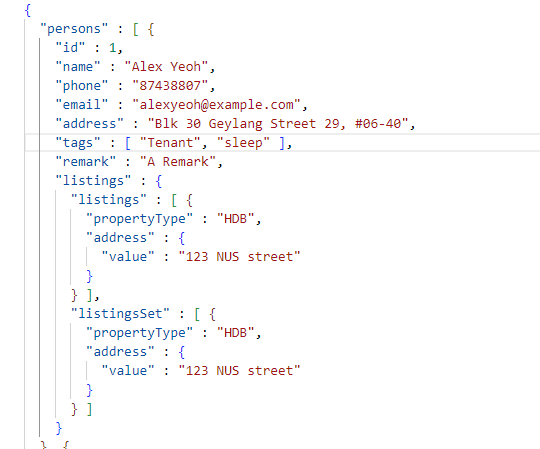 {
"persons" : [ {
"id" : 1,
"name" : "Alex Yeoh",
"phone" : "87438807",
"email" : "alexyeoh@example.com",
"address" : "Blk 30 Geylang Street 29, #06-40",
"tags" : [ "Tenant", "sleep" ],
"remark" : "A Remark",
"listings" : {
"listings" : [ {
"propertyType" : "HDB",
"address" : {
"value" : "123 NUS street"
}
} ],
"listingsSet" : [ {
"propertyType" : "HDB",
"address" : {
"value" : "123 NUS street"
}
} ]
}
}, {